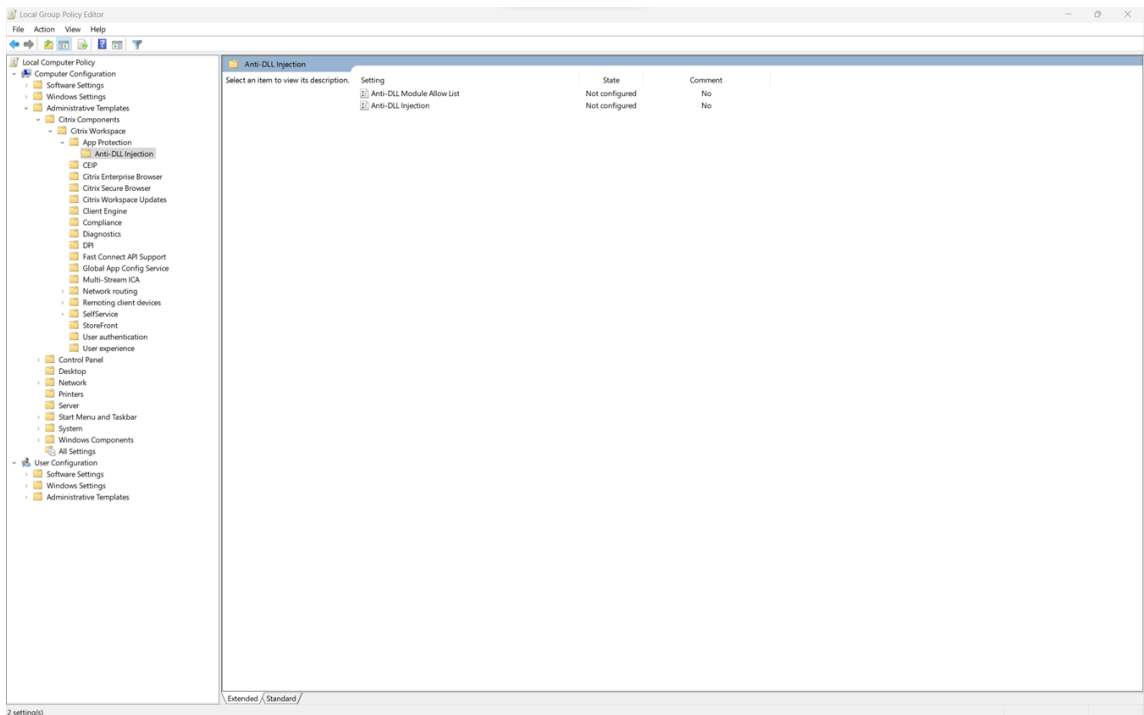 Local Group Policy Editor
File Action View Help
Local Computer Policy
Computer Configuration
Software Settings
Windows Settings
Administrative Templates
Citrix Components
Citrix Workspace
App Protection
Anti-DLL Injection
CEIP
Citrix Enterprise Browser
Citrix Secure Browser
Citrix Workspace Updates
Client Engine
Compliance
Diagnostics
DPI
Fast Connect API Support
Global App Config Service
Multi-Stream ICA
Network routing
Remoting client devices
SelfService
StoreFront
User authentication
User experience
Control Panel
Desktop
Network
Printers
Server
Start Menu and Taskbar
System
Windows Components
All Settings
User Configuration
Software Settings
Windows Settings
Administrative Templates
Anti-DLL Injection
Select an item to view its description.
Setting State Comment
Anti-DLL Module Allow List Not configured No
Anti-DLL Injection Not configured No
Extended Standard
2 setting(s)